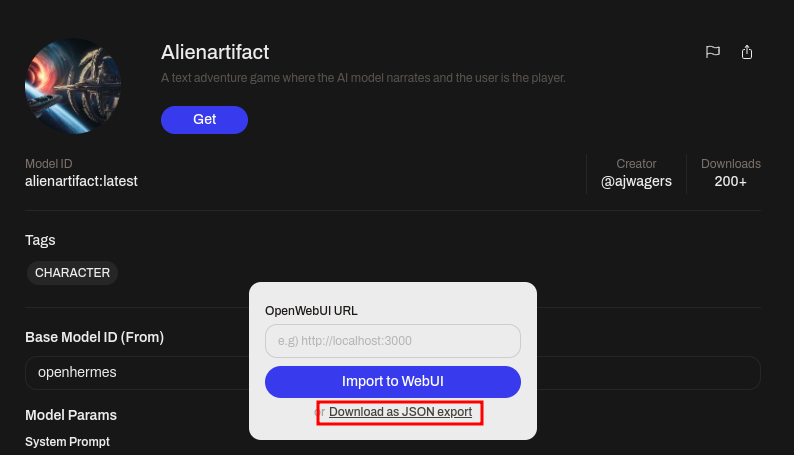 Alienartifact
A text adventure game where the AI model narrates and the user is the player.
Get
Model ID
alienartifact:latest
Creator
@ajwagers
Downloads
200+
Tags
CHARACTER
OpenWebUI URL
e.g) http://localhost:3000
Import to WebUI
or Download as JSON export
Base Model ID (From)
openhermes
Model Params
System Prompt